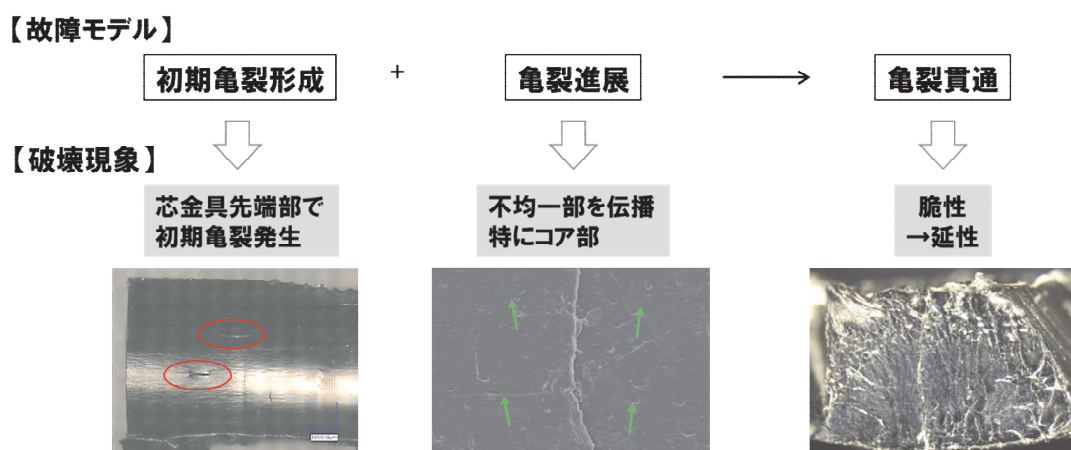 【故障モデル】
初期亀裂形成 + 亀裂進展 → 亀裂貫通
【破壊現象】
芯金具先端部で
初期亀裂発生
不均一部を伝播
特にコア部
脆性
→延性